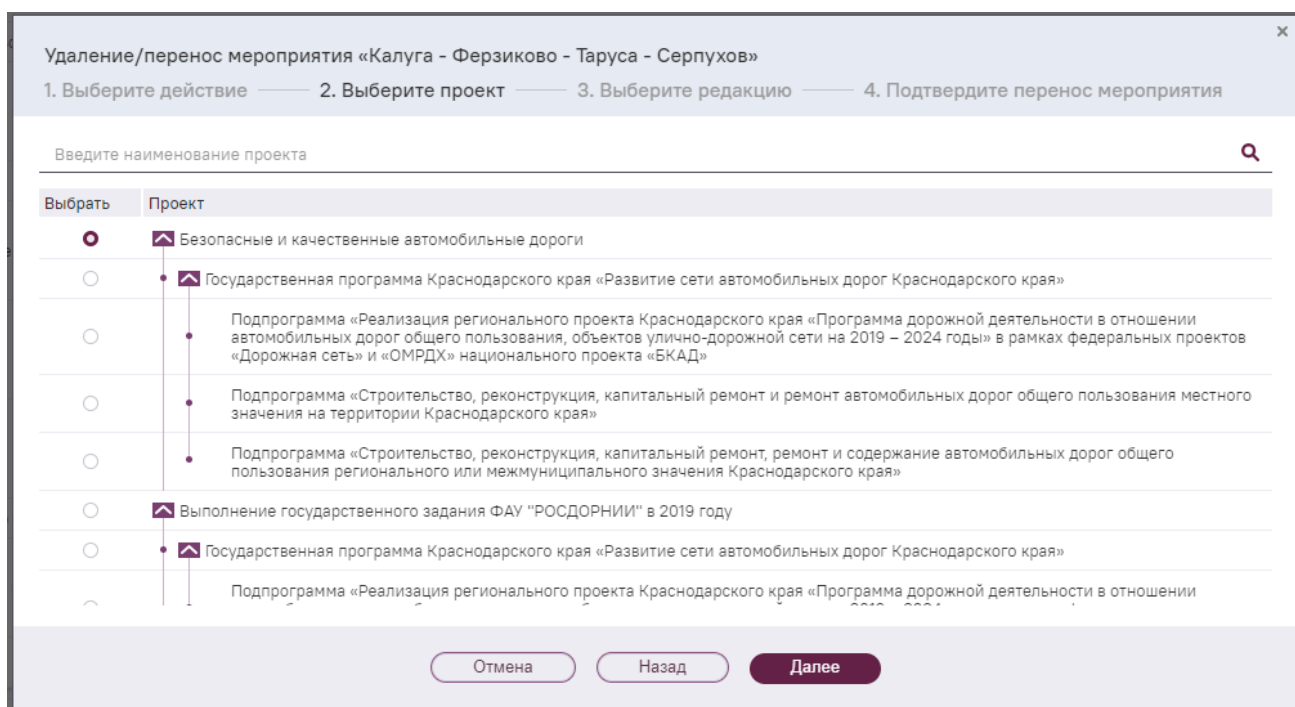 Удаление/перенос мероприятия «Калуга - Ферзиково - Таруса - Серпухов»
1. Выберите действие 2. Выберите проект 3. Выберите редакцию 4. Подтвердите перенос мероприятия
Введите наименование проекта
Выбрать Проект
Безопасные и качественные автомобильные дороги
Государственная программа Краснодарского края «Развитие сети автомобильных дорог Краснодарского края»
Подпрограмма «Реализация регионального проекта Краснодарского края «Программа дорожной деятельности в отношении
автомобильных дорог общего пользования, объектов улично-дорожной сети на 2019 – 2024 годы» в рамках федеральных проектов
«Дорожная сеть» и «ОМРДХ» национального проекта «БКАД»
Подпрограмма «Строительство, реконструкция, капитальный ремонт и ремонт автомобильных дорог общего пользования местного
значения на территории Краснодарского края»
Подпрограмма «Строительство, реконструкция, капитальный ремонт, ремонт и содержание автомобильных дорог общего
пользования регионального или межмуниципального значения Краснодарского края»
Выполнение государственного задания ФАУ "РОСДОРНИИ" в 2019 году
Государственная программа Краснодарского края «Развитие сети автомобильных дорог Краснодарского края»
Подпрограмма «Реализация регионального проекта Краснодарского края «Программа дорожной деятельности в отношении
Отмена Назад Далее